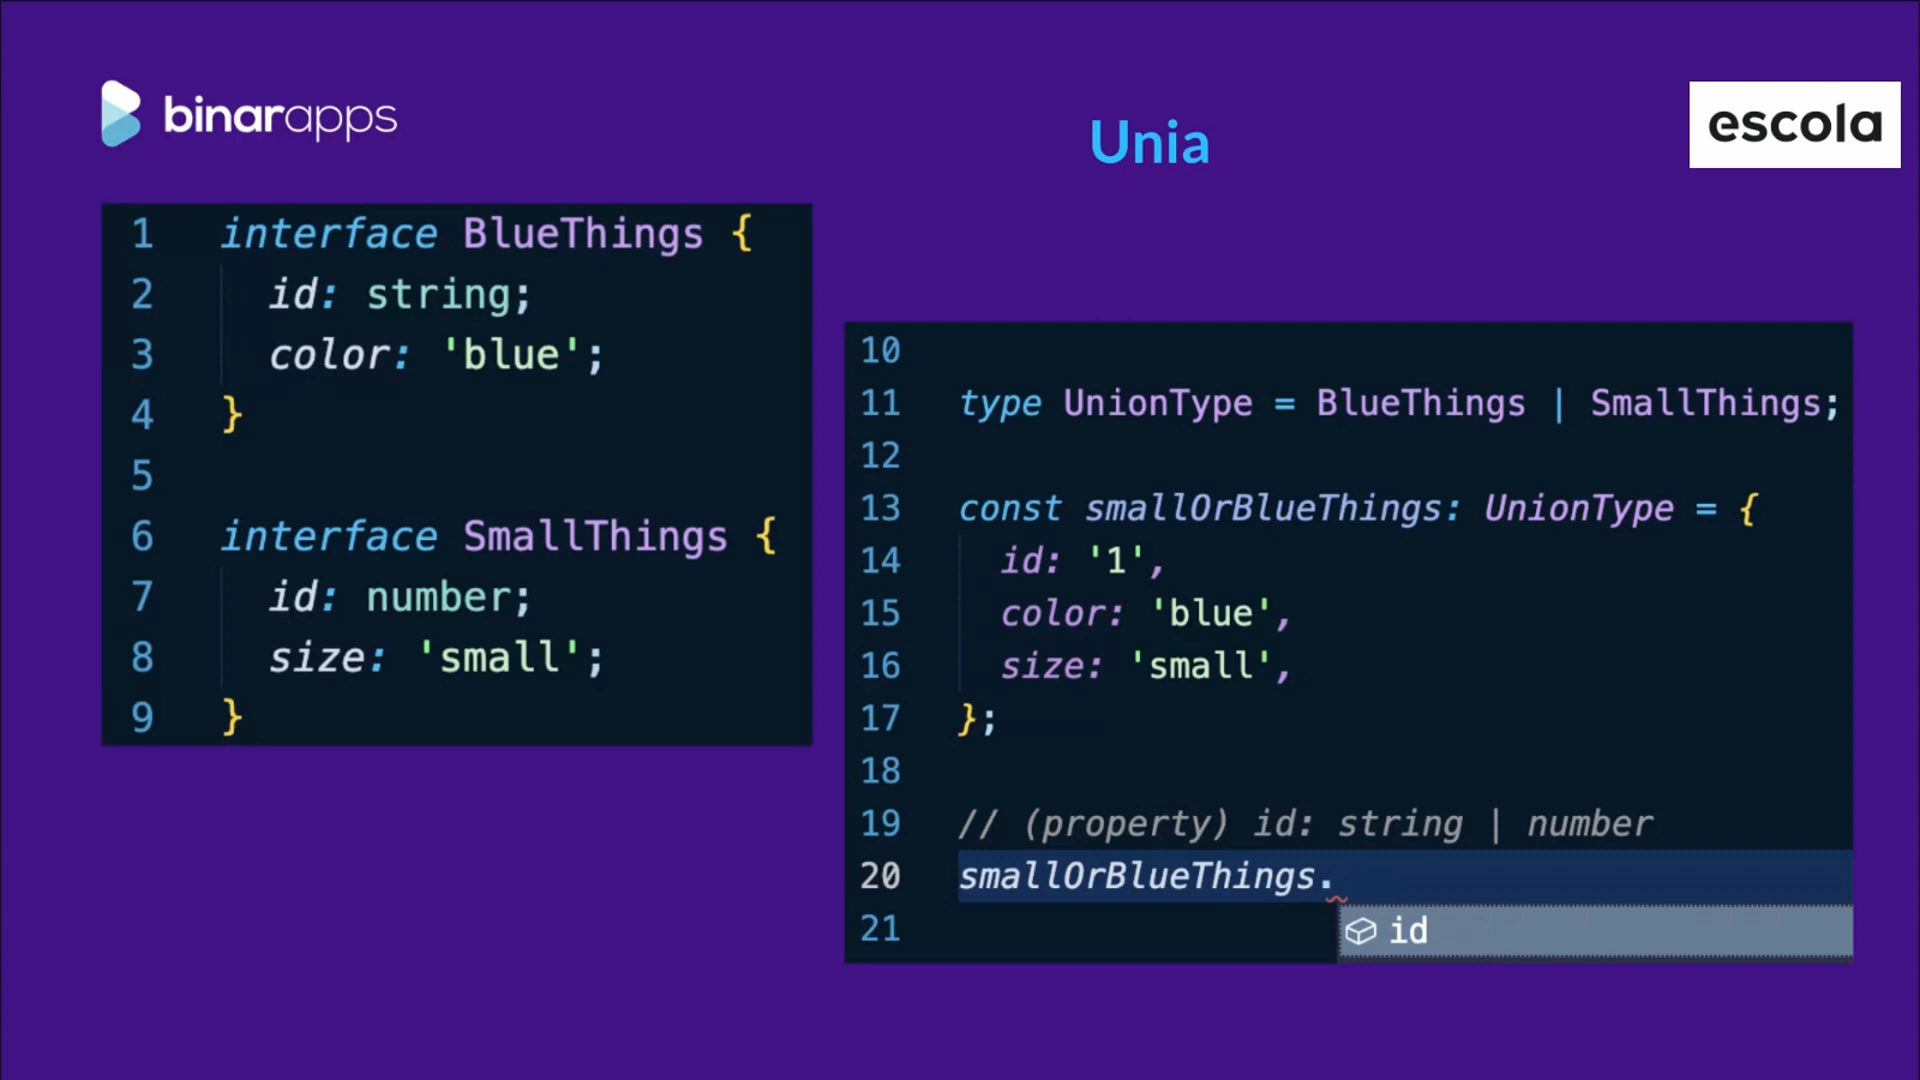 binarapps
Unia
escola
1 interface BlueThings {
2 id: string;
3 color: 'blue';
4 }
5
6 interface SmallThings {
7 id: number;
8 size: 'small';
9 }
10
11 type UnionType = BlueThings | SmallThings;
12
13 const smallOrBlueThings: UnionType = {
14 id: '1',
15 color: 'blue',
16 size: 'small',
17 };
18
19 // (property) id: string | number
20 smallOrBlueThings.
21
id